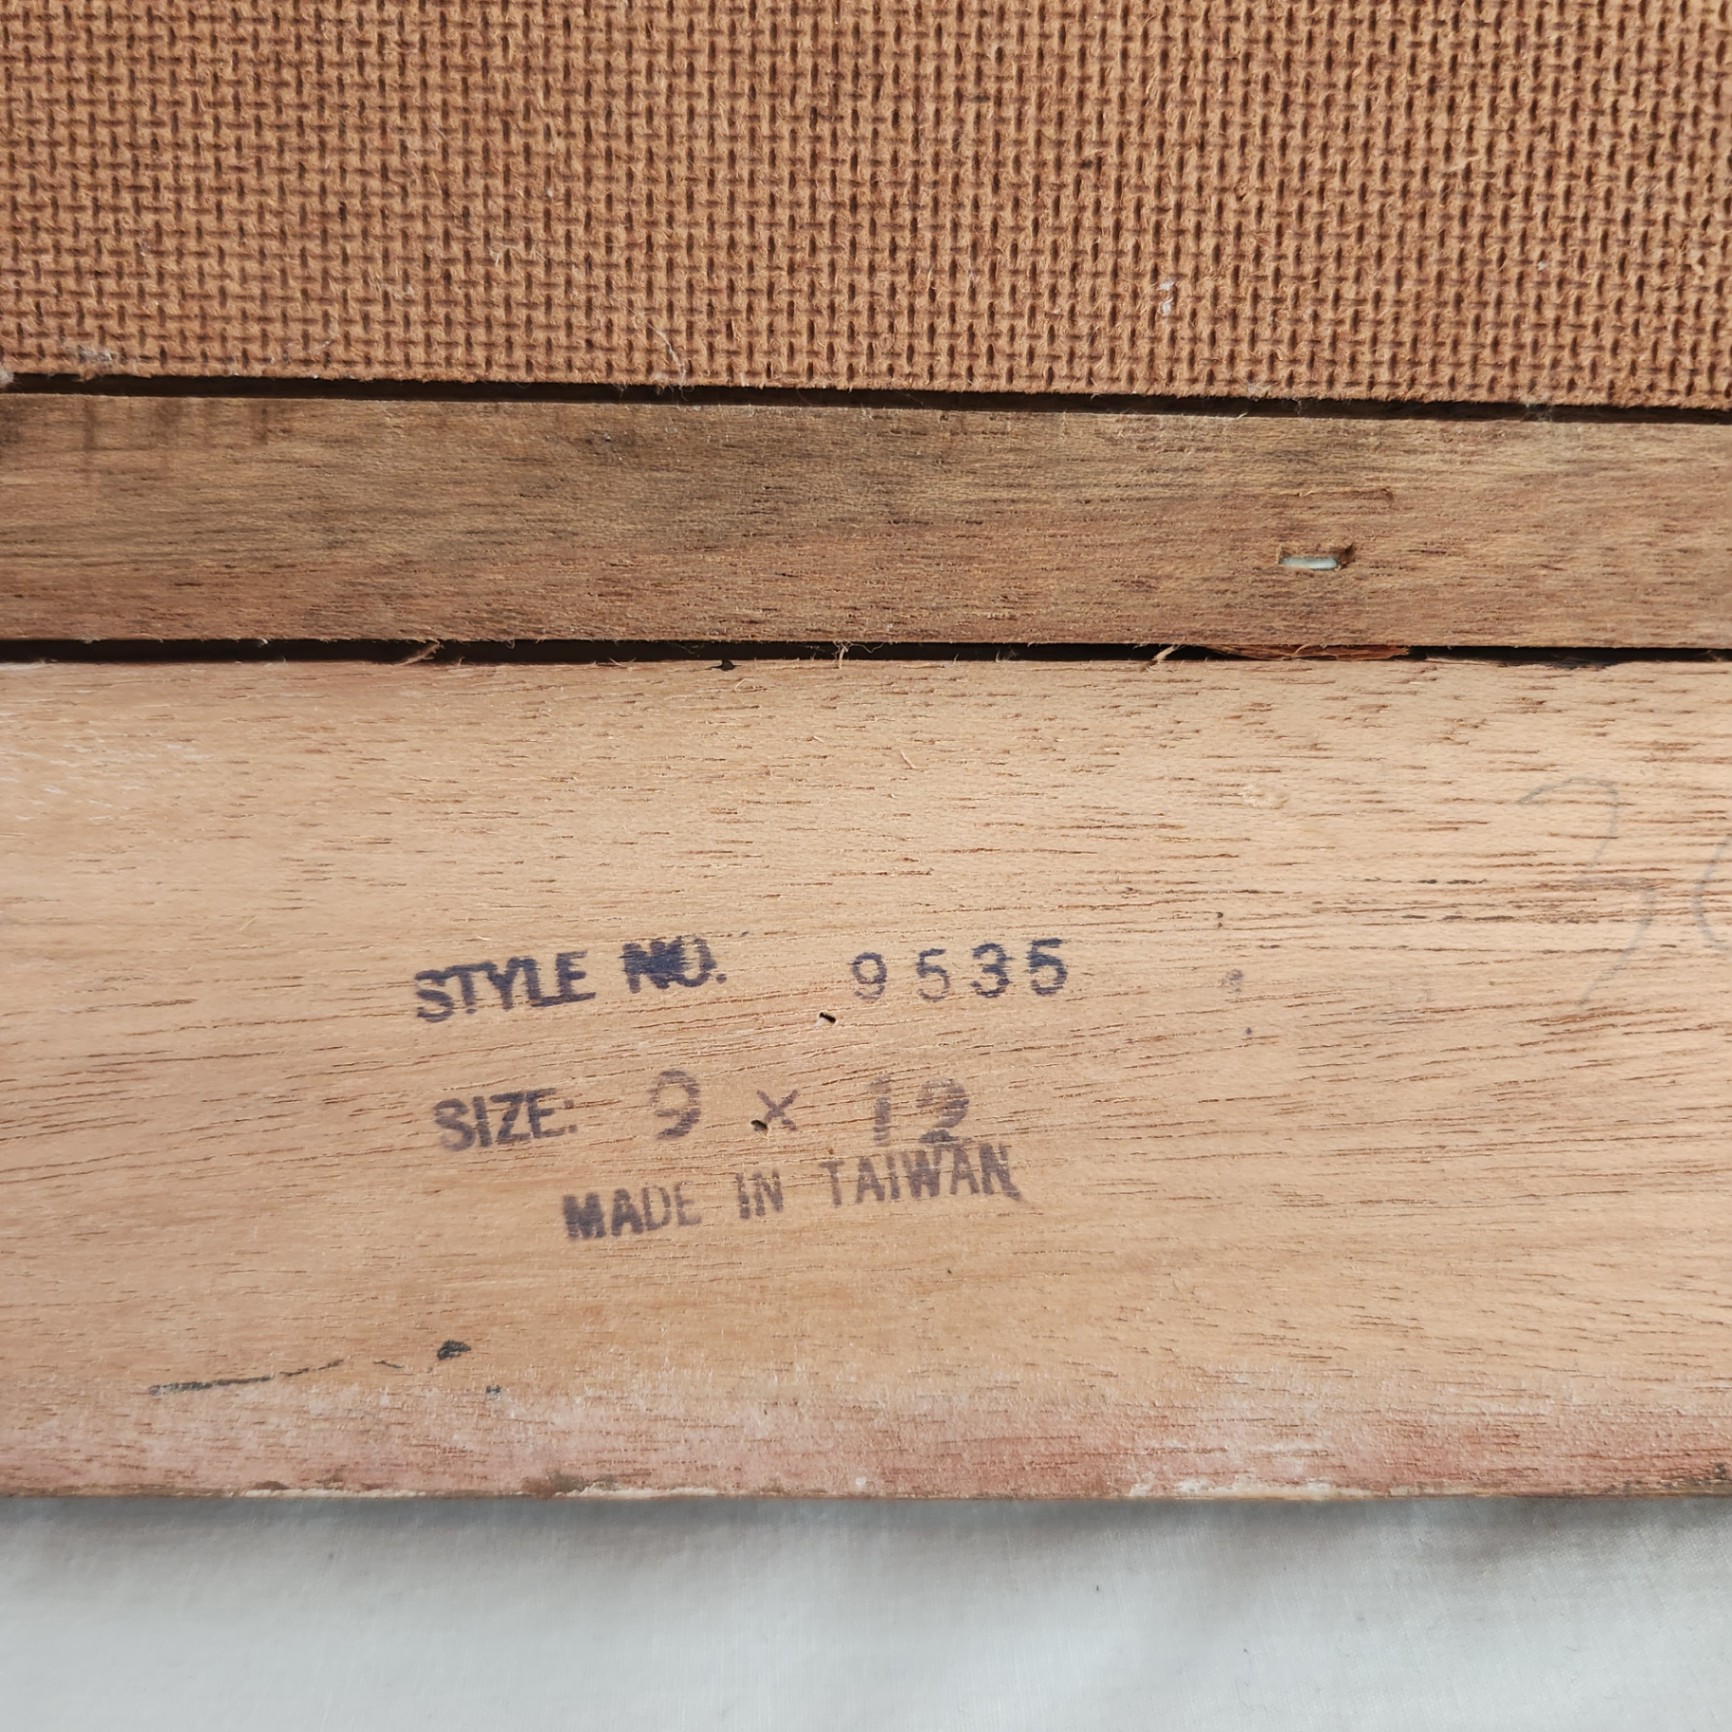 STYLE NO. 9535
SIZE: 9 x 12
MADE IN TAIWAN